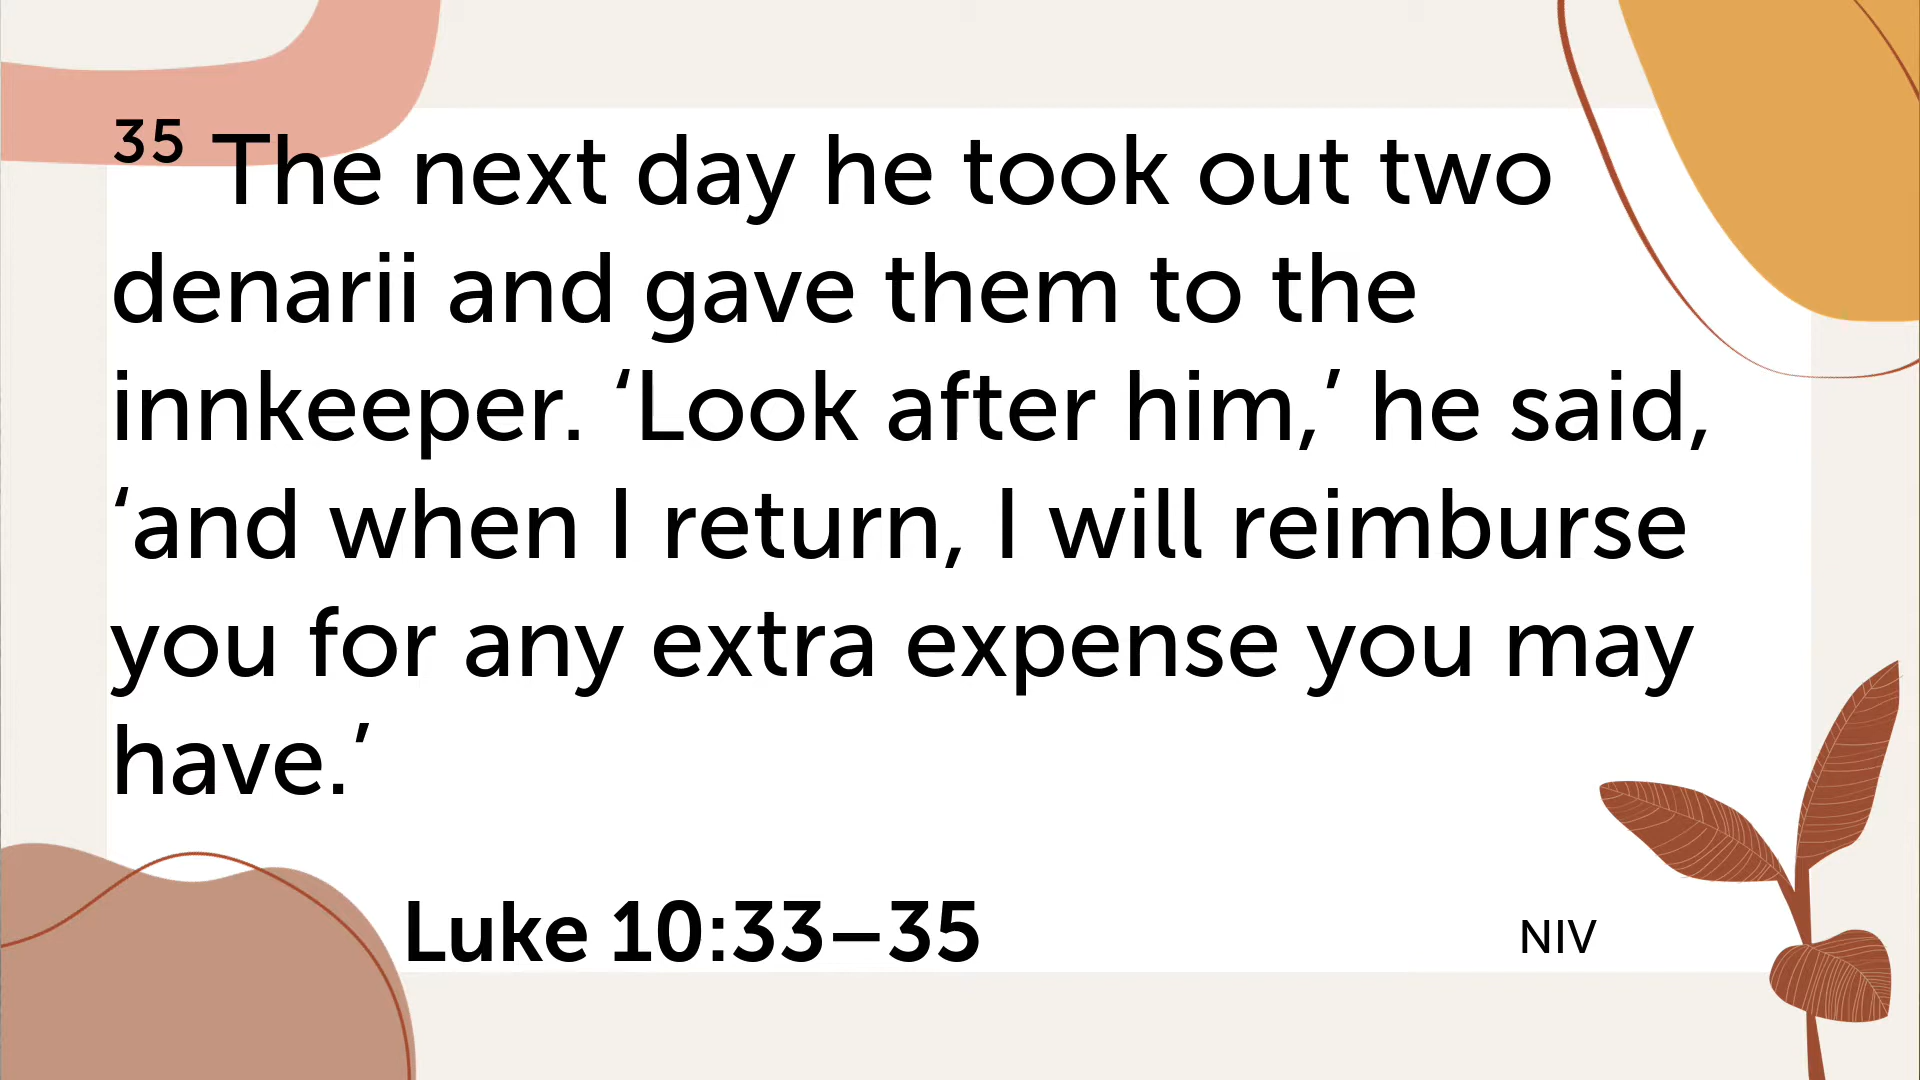 35 The next day he took out two
denarii and gave them to the
innkeeper. ‘Look after him,’ he said,
‘and when I return, I will reimburse
you for any extra expense you may
have.’
Luke 10:33–35
NIV